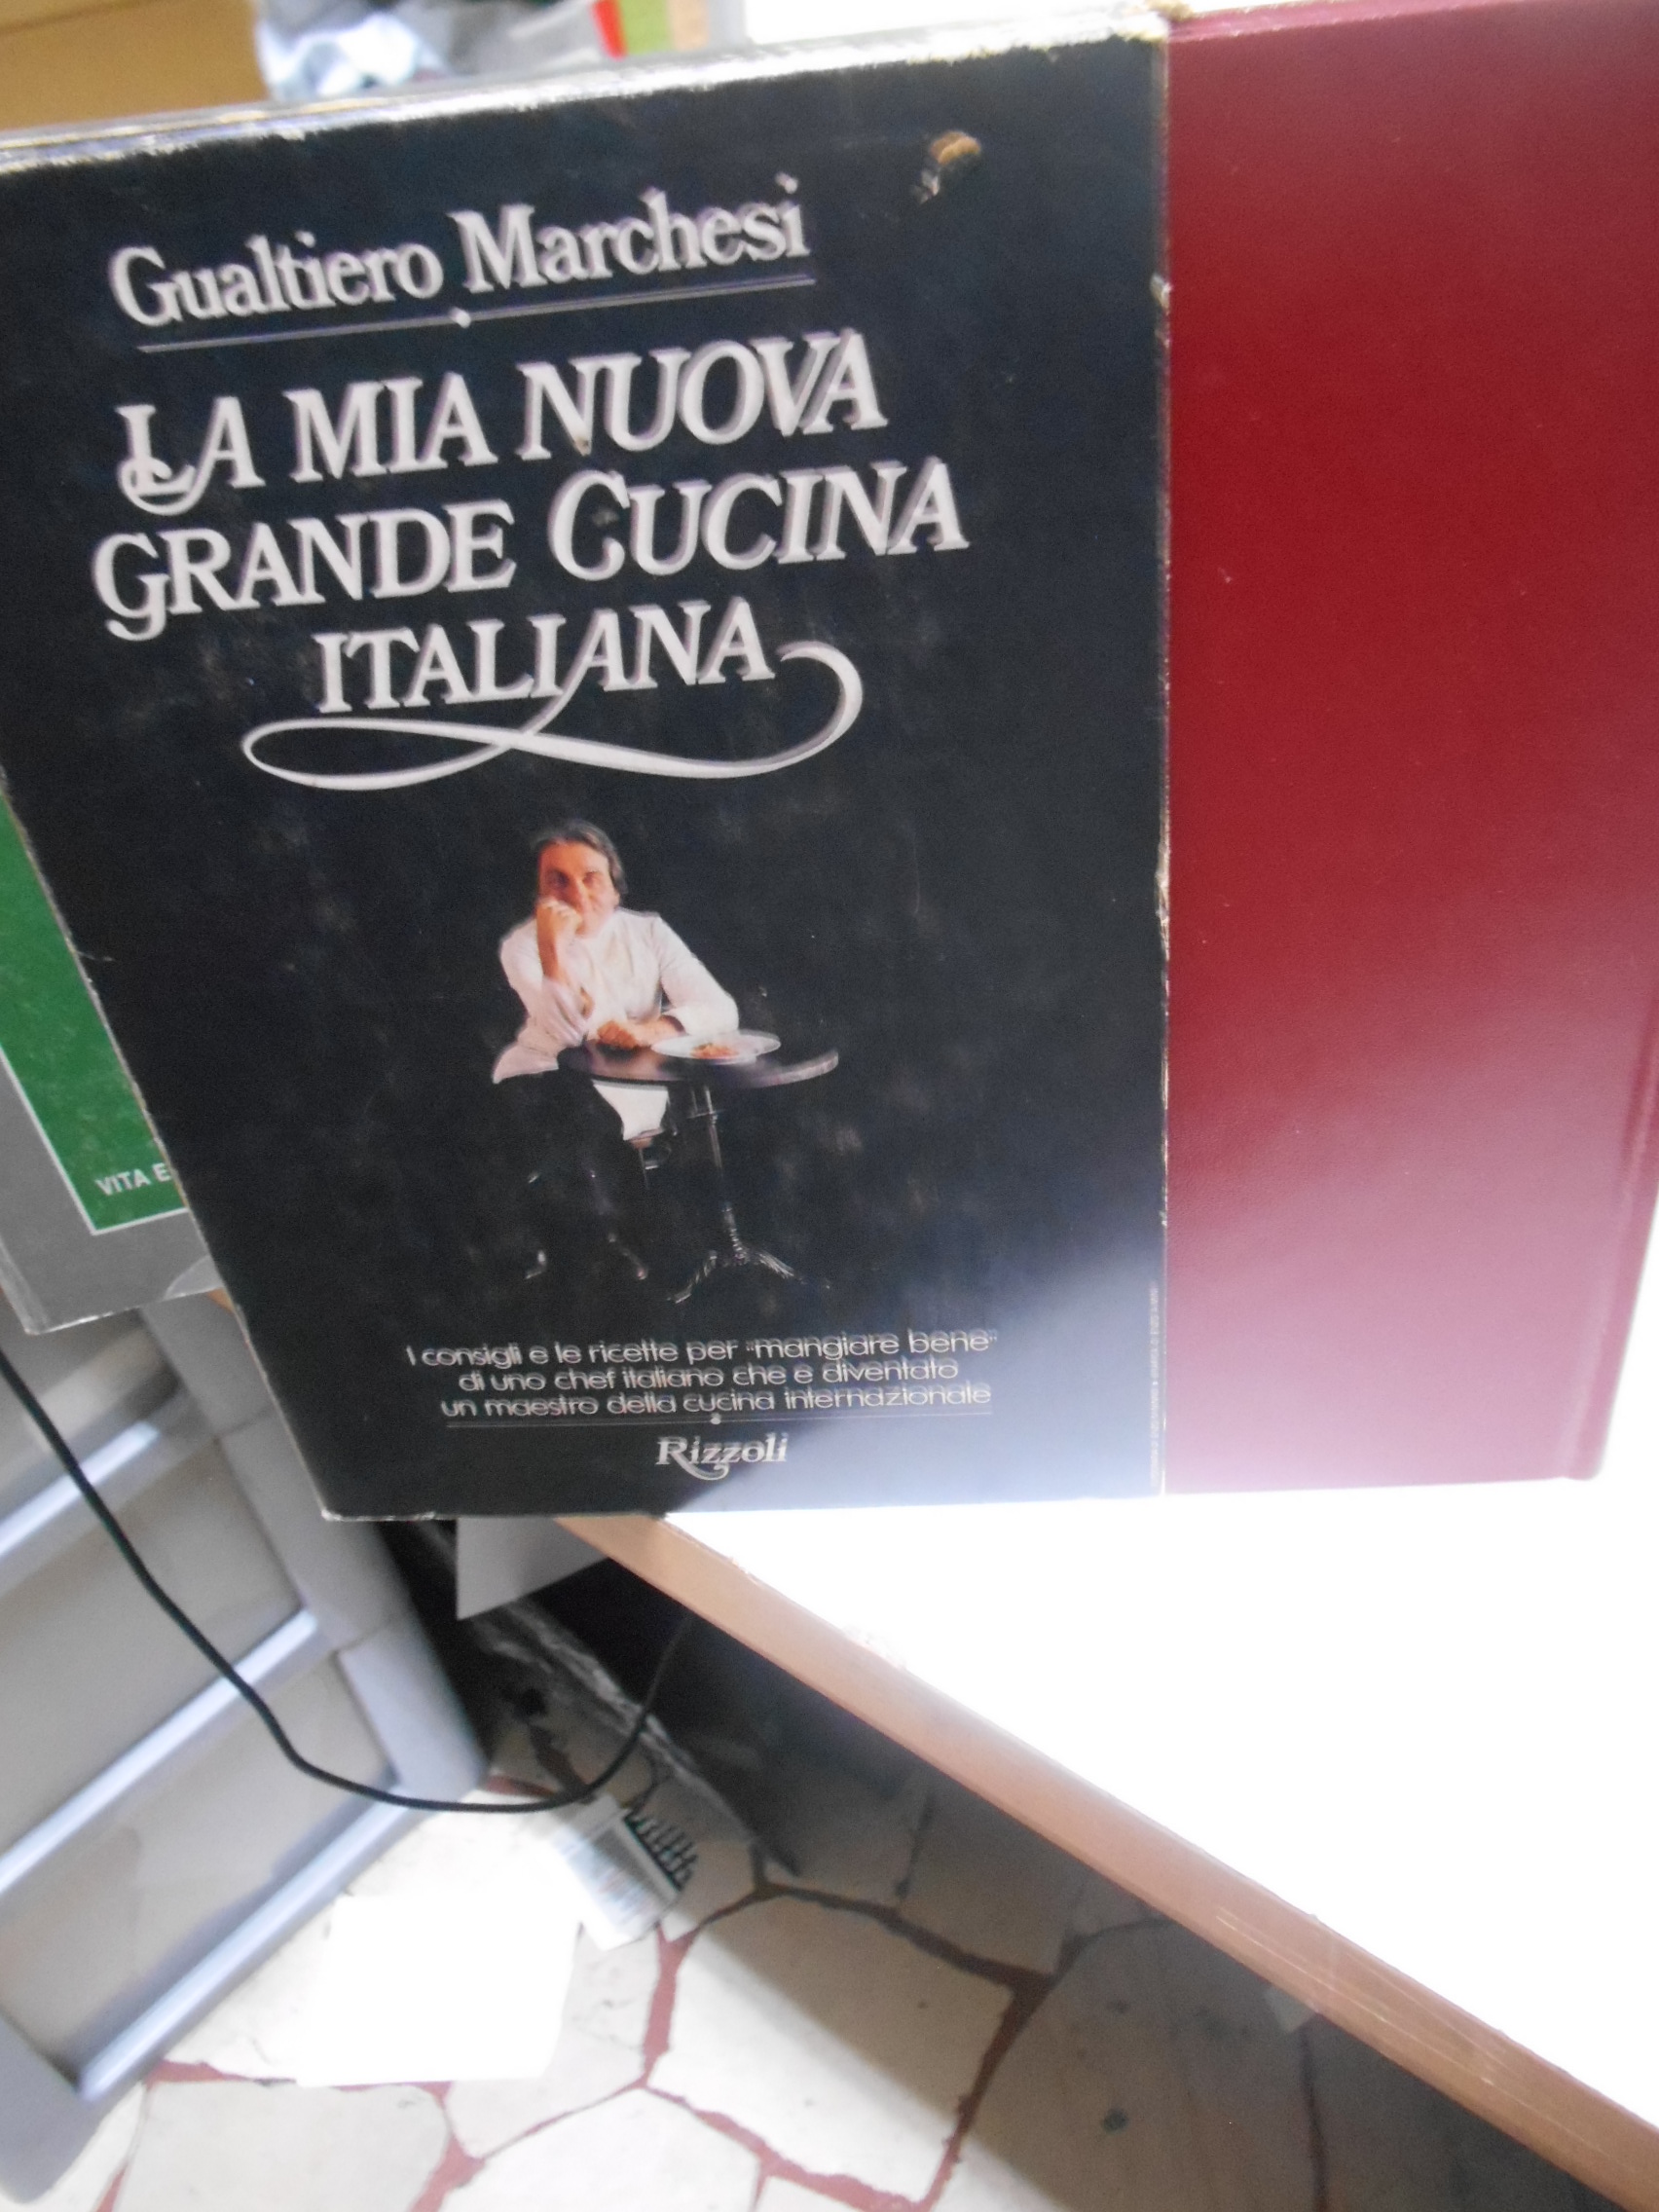 Gualtiero Marchesi
LA MIA NUOVA
GRANDE CUCINA
ITALIANA
VITA E
I consigli e le ricette per "mangiare bene"
di uno chef italiano che è diventato
un maestro della cucina internazionale
Rizzoli